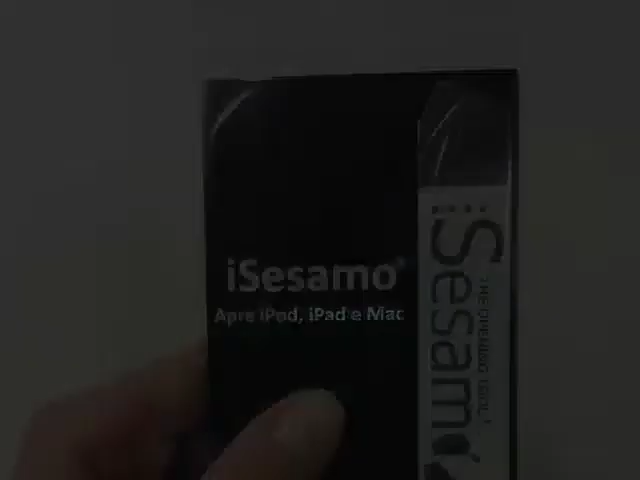 iSesamo
Apre iPod, iPad e Mac
iSesamo
THE OPENING TOOL